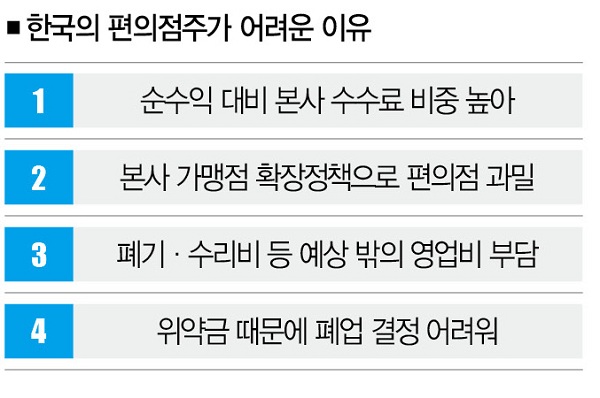 ■ 한국의 편의점주가 어려운 이유
1 순수익 대비 본사 수수료 비중 높아
2 본사 가맹점 확장정책으로 편의점 과밀
3 폐기·수리비 등 예상 밖의 영업비 부담
4 위약금 때문에 폐업 결정 어려워